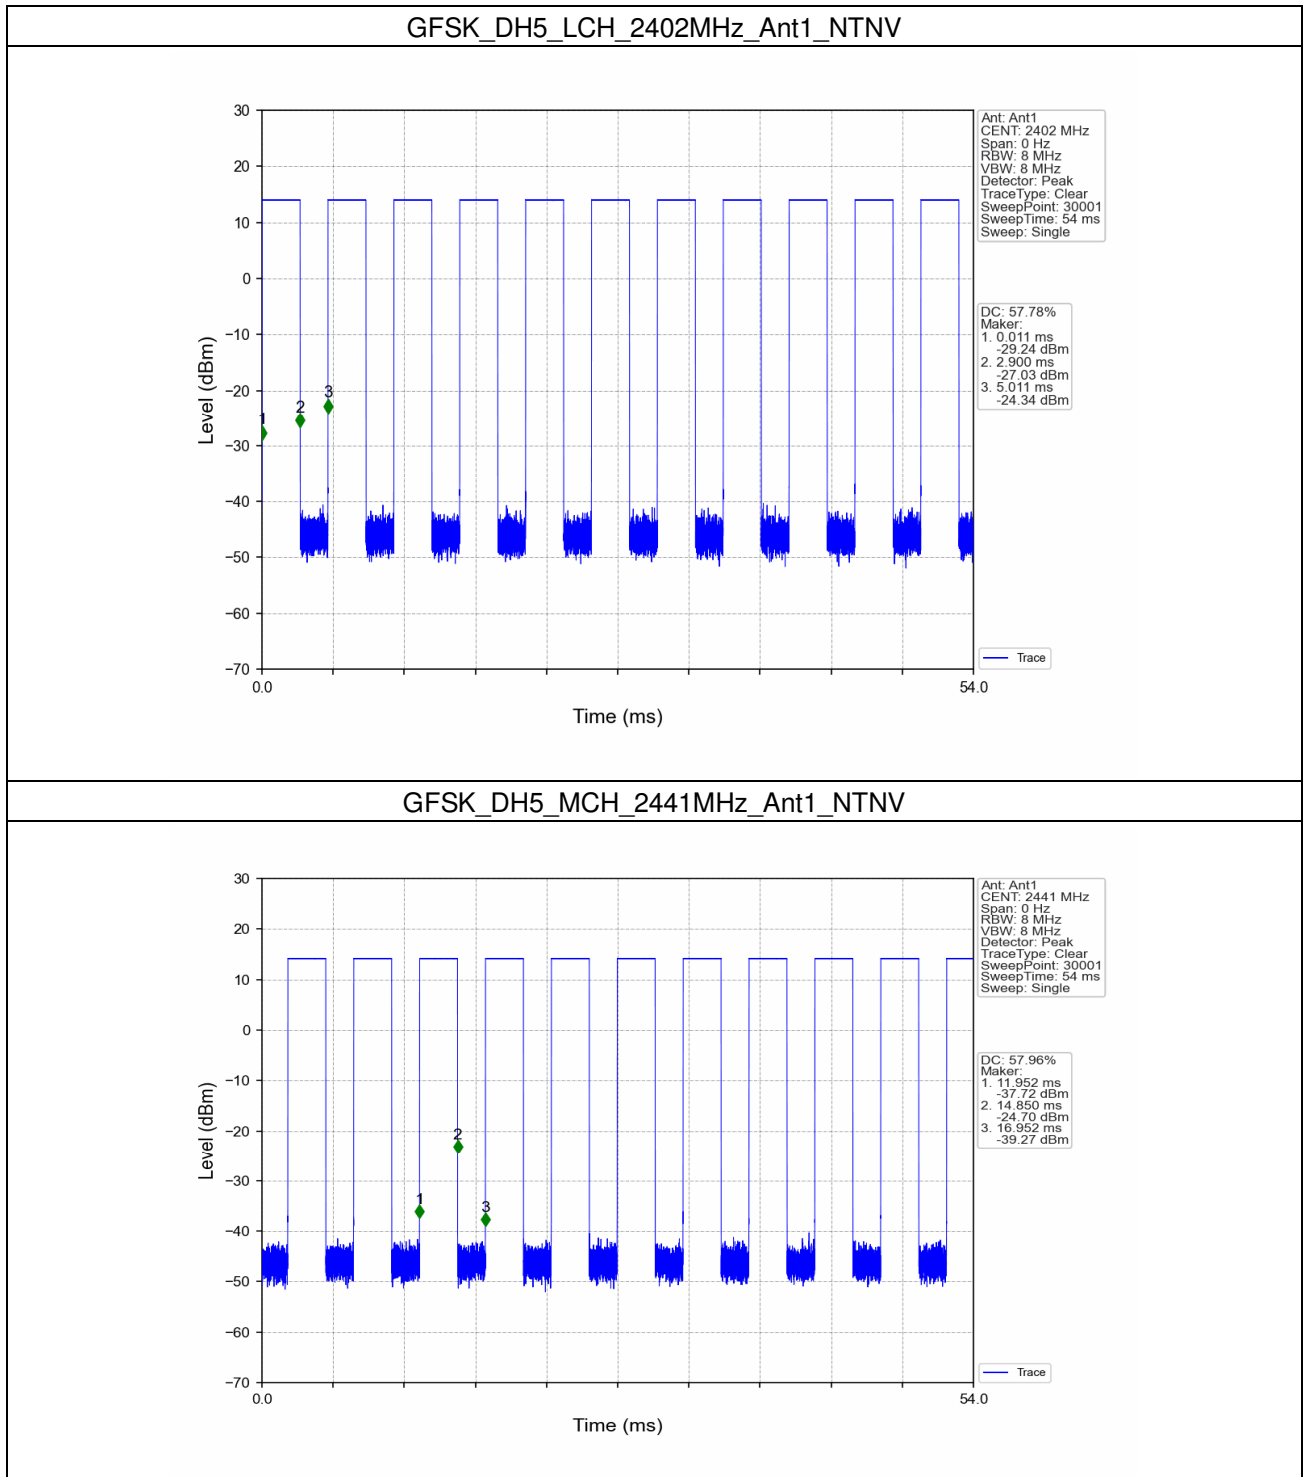 GFSK_DH5_LCH_2402MHz_Ant1_NTNV
30
20
10
0
−10
−20
−30
−40
−50
−60
−70
Level (dBm)
0.0
54.0
Time (ms)
1
2
3
Ant: Ant1
CENT: 2402 MHz
Span: 0 Hz
RBW: 8 MHz
VBW: 8 MHz
Detector: Peak
TraceType: Clear
SweepPoint: 30001
SweepTime: 54 ms
Sweep: Single
DC: 57.78%
Maker:
1. 0.011 ms
-29.24 dBm
2. 2.900 ms
-27.03 dBm
3. 5.011 ms
-24.34 dBm
Trace
GFSK_DH5_MCH_2441MHz_Ant1_NTNV
30
20
10
0
−10
−20
−30
−40
−50
−60
−70
Level (dBm)
0.0
54.0
Time (ms)
1
2
3
Ant: Ant1
CENT: 2441 MHz
Span: 0 Hz
RBW: 8 MHz
VBW: 8 MHz
Detector: Peak
TraceType: Clear
SweepPoint: 30001
SweepTime: 54 ms
Sweep: Single
DC: 57.96%
Maker:
1. 11.952 ms
-37.72 dBm
2. 14.850 ms
-24.70 dBm
3. 16.952 ms
-39.27 dBm
Trace